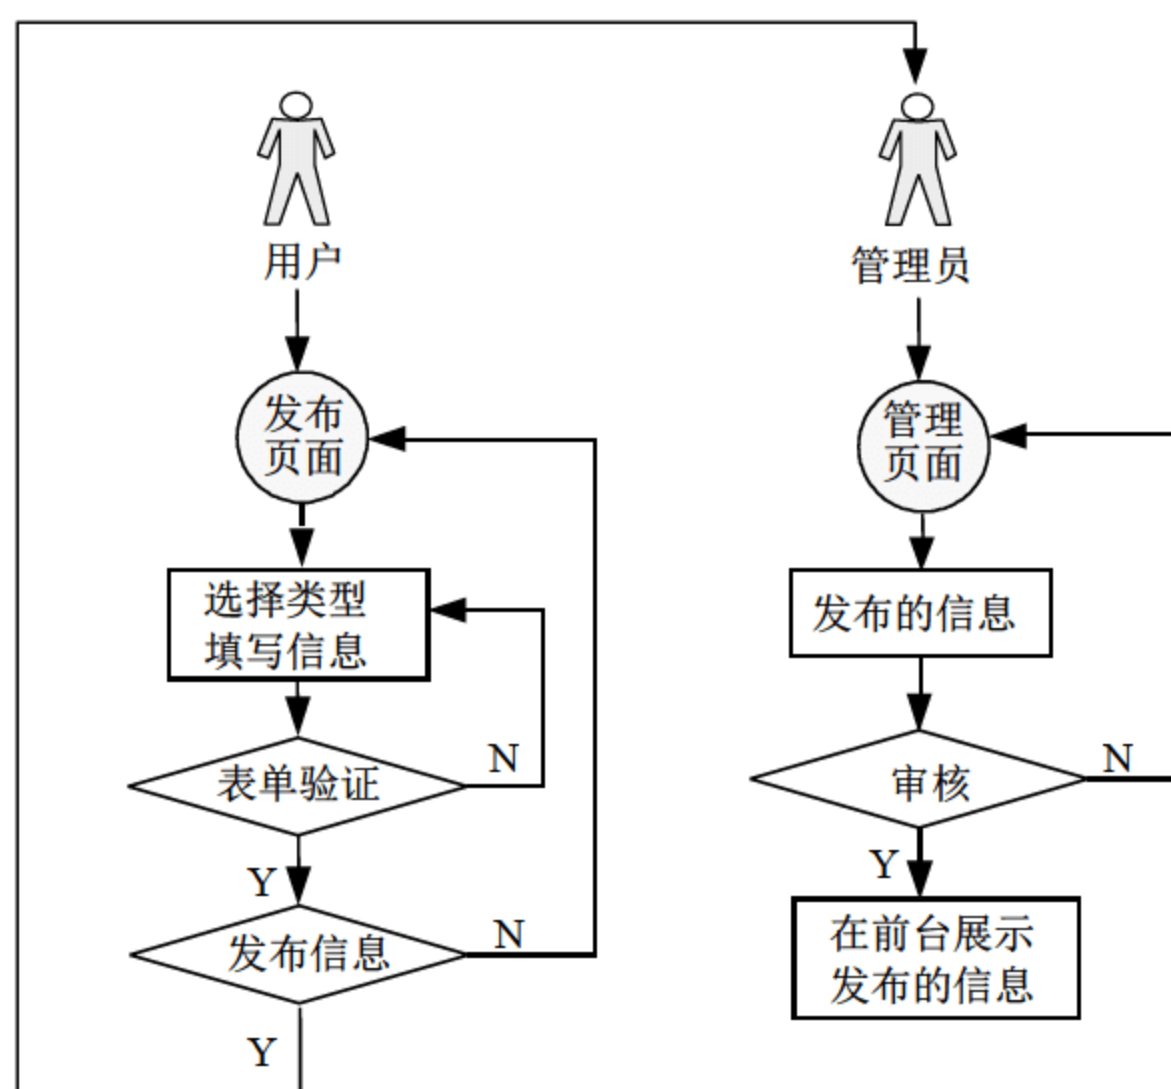 用户
发布
页面
选择类型
填写信息
表单验证
N
Y
发布信息
N
Y
管理员
管理
页面
发布的信息
审核
N
Y
在前台展示
发布的信息